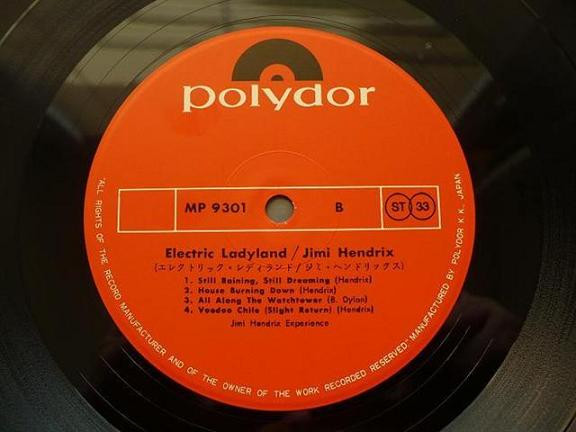 polydor
MP 9301 B ST 33
Electric Ladyland / Jimi Hendrix
(エレクトリック・レディランド/ジミ・ヘンドリックス)
1. Still Raining, Still Dreaming (Hendrix)
2. House Burning Down (Hendrix)
3. All Along The Watchtower (B. Dylan)
4. Voodoo Chile (Slight Return) (Hendrix)
Jimi Hendrix Experience
"ALL RIGHTS OF THE RECORD MANUFACTURER AND OF THE OWNER OF THE WORK RECORDED RESERVED" MANUFACTURED BY POLYDOR K.K. JAPAN